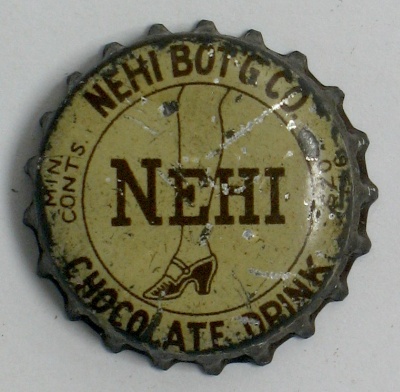 NEHI BOT'G CO.
MIN.
CONTS.
NEHI
CHOCOLATE DRINK